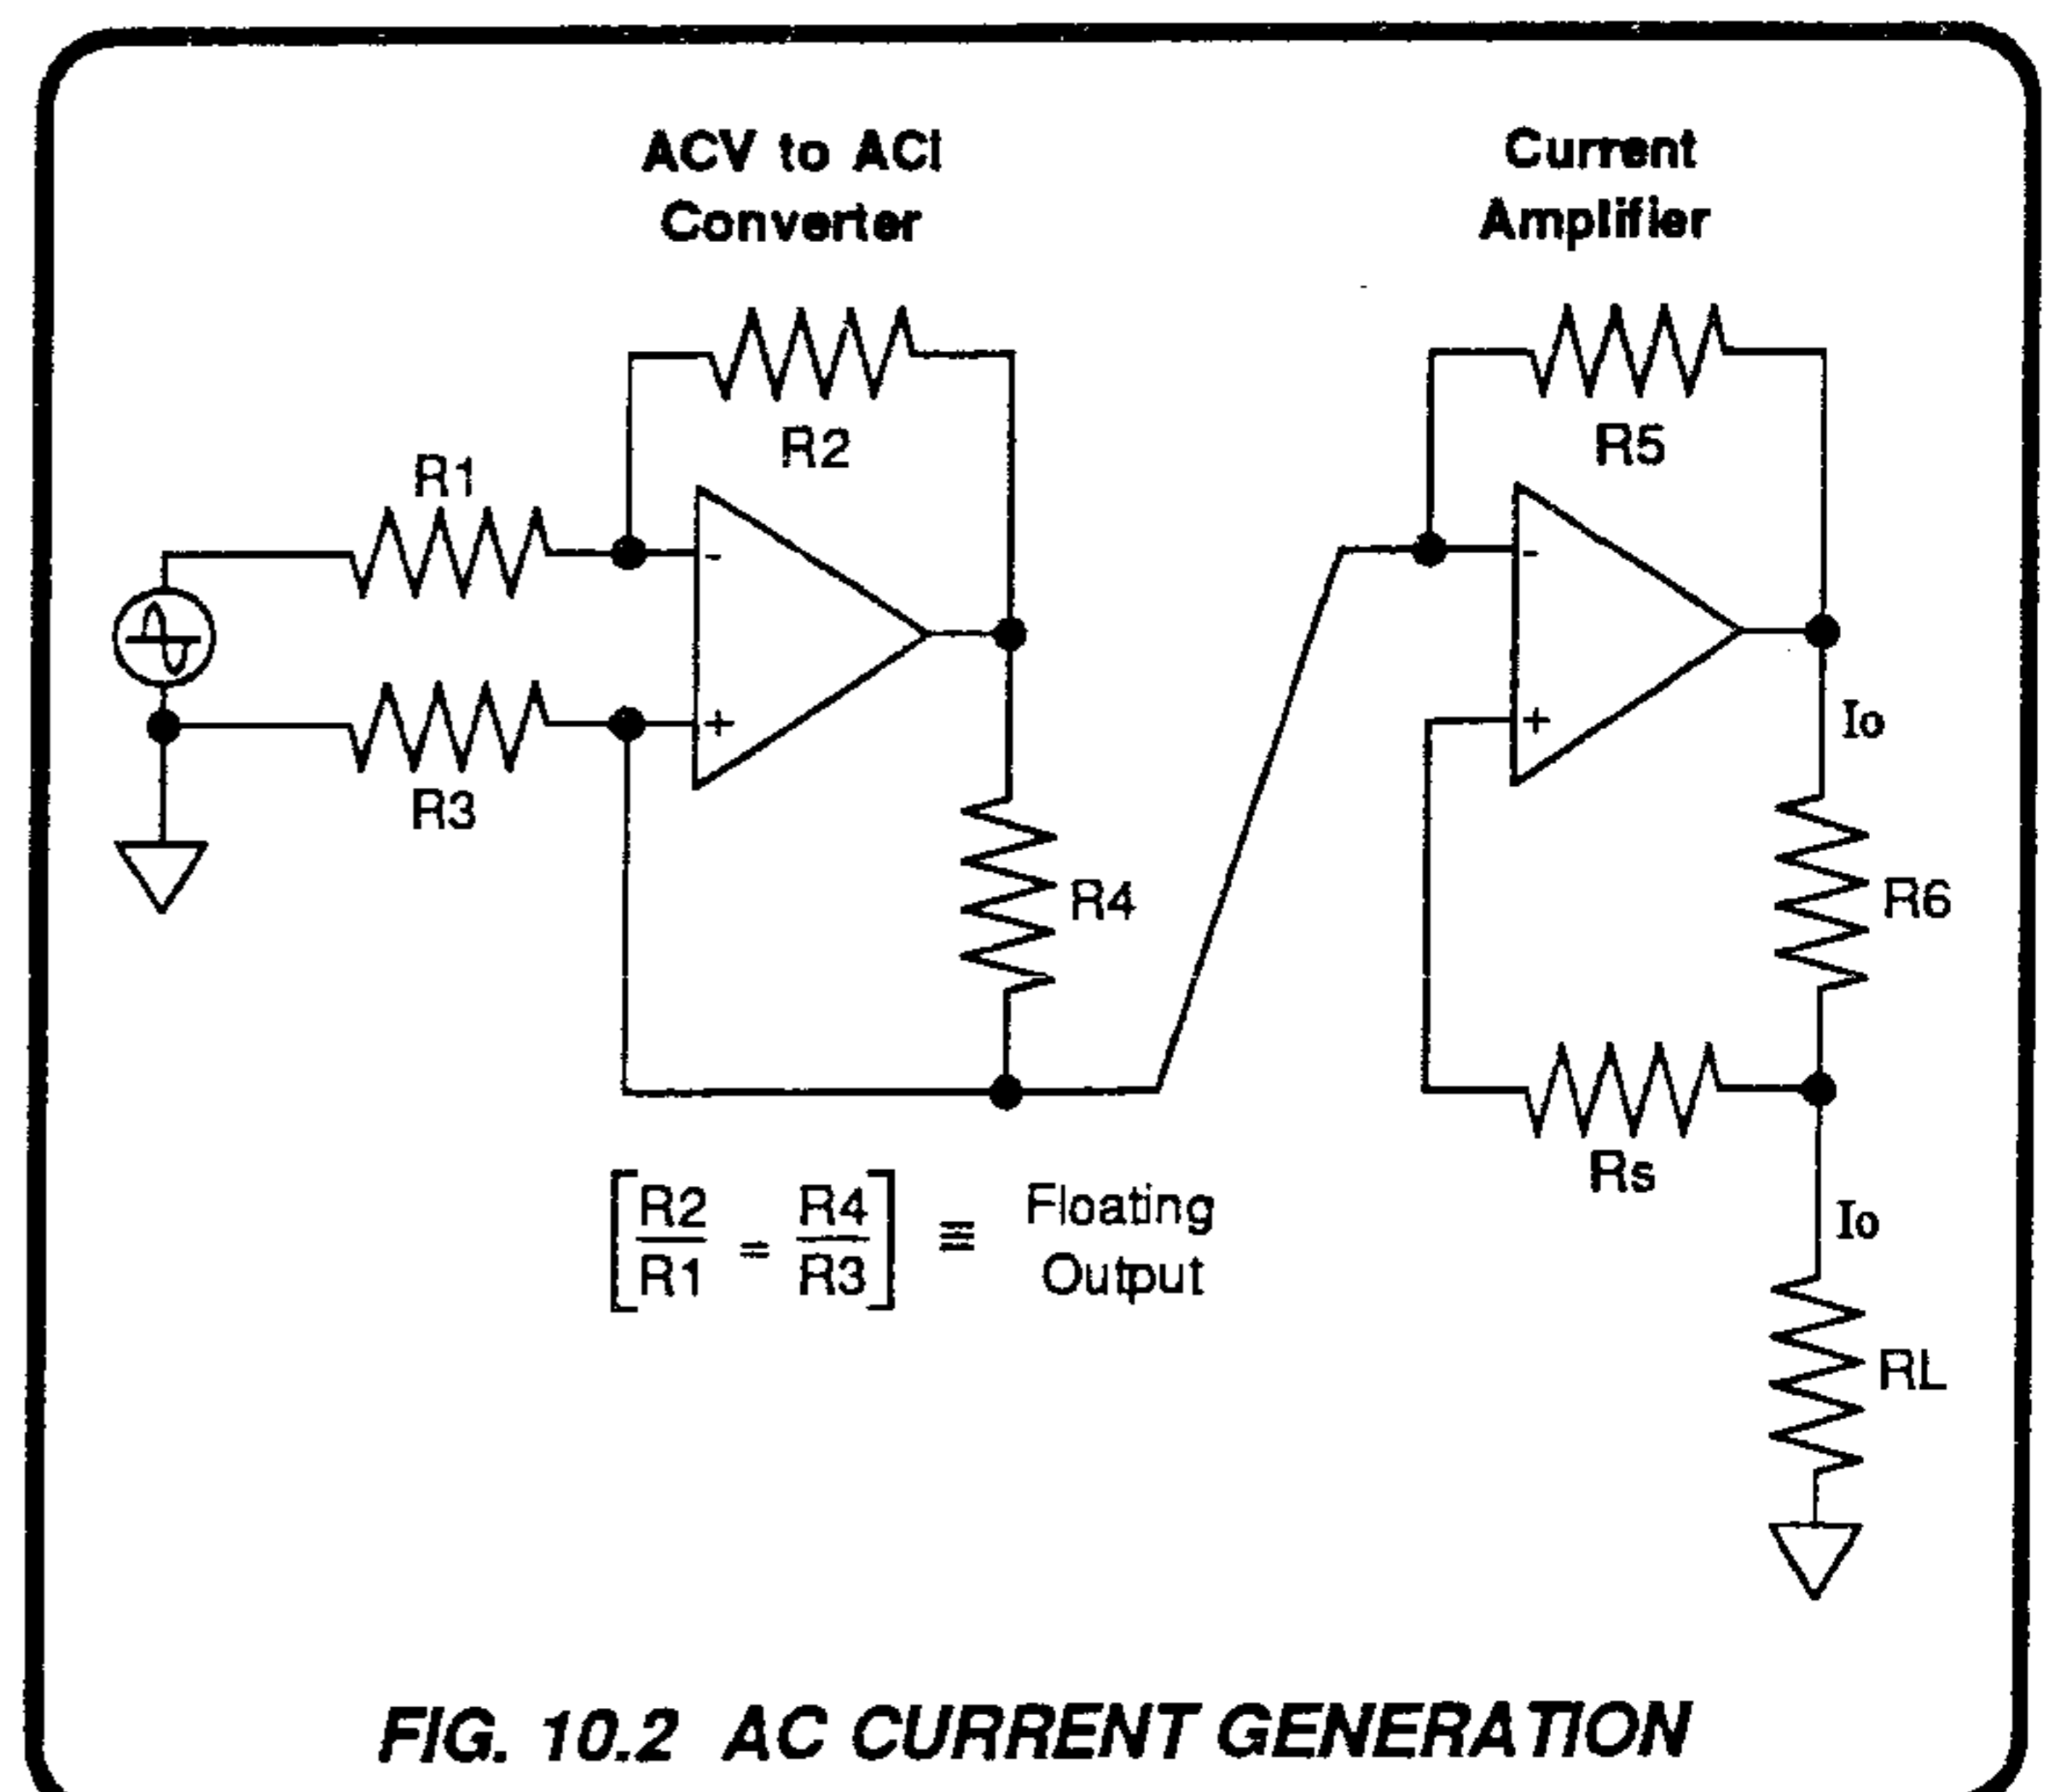 ACV to ACI
Converter
Current
Amplifier
R1
R2
R3
R4
R5
R6
Rs
RL
Io
Io
-
+
-
+
[R2/R1 = R4/R3] ≡ Floating
Output
FIG. 10.2 AC CURRENT GENERATION